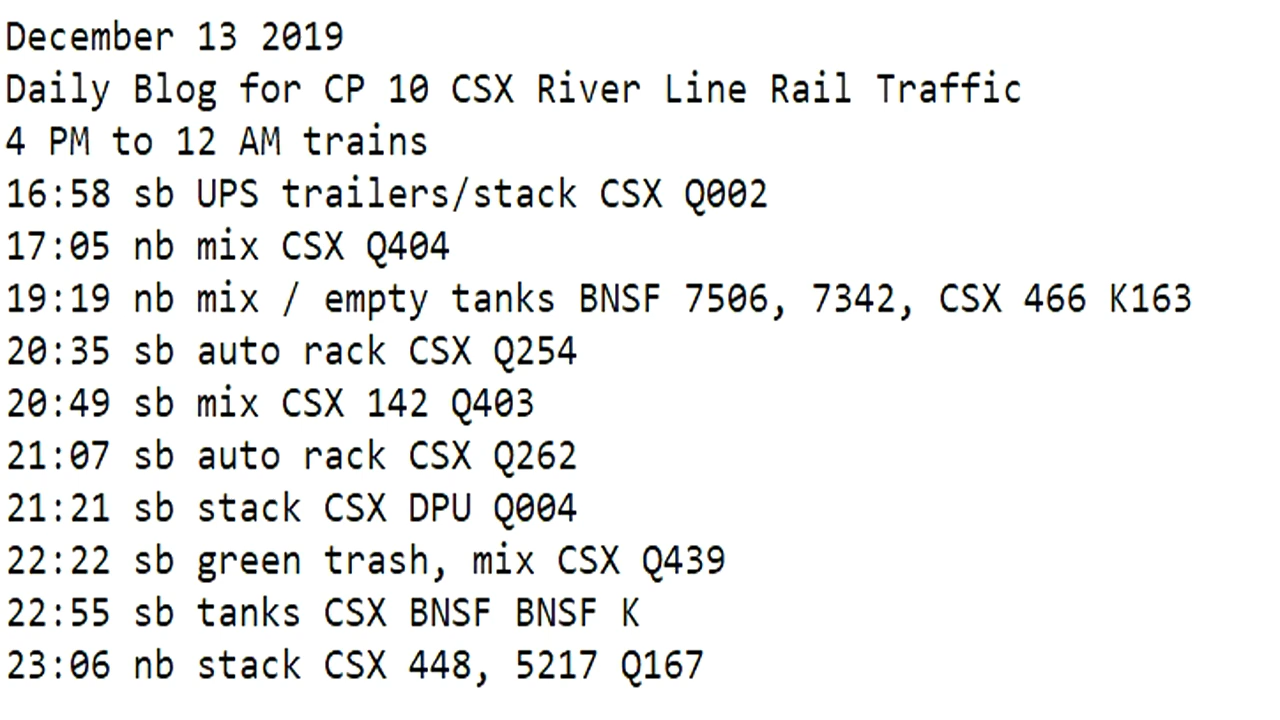 December 13 2019
Daily Blog for CP 10 CSX River Line Rail Traffic
4 PM to 12 AM trains
16:58 sb UPS trailers/stack CSX Q002
17:05 nb mix CSX Q404
19:19 nb mix / empty tanks BNSF 7506, 7342, CSX 466 K163
20:35 sb auto rack CSX Q254
20:49 sb mix CSX 142 Q403
21:07 sb auto rack CSX Q262
21:21 sb stack CSX DPU Q004
22:22 sb green trash, mix CSX Q439
22:55 sb tanks CSX BNSF BNSF K
23:06 nb stack CSX 448, 5217 Q167